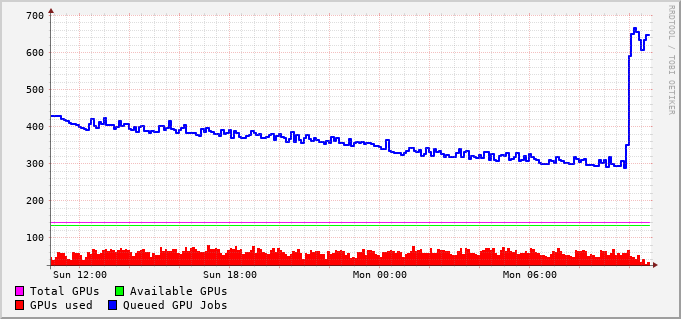 700
600
500
400
300
200
100
Sun 12:00 Sun 18:00 Mon 00:00 Mon 06:00
Total GPUs Available GPUs
GPUs used Queued GPU Jobs
RRDTOOL / TOBI OETIKER